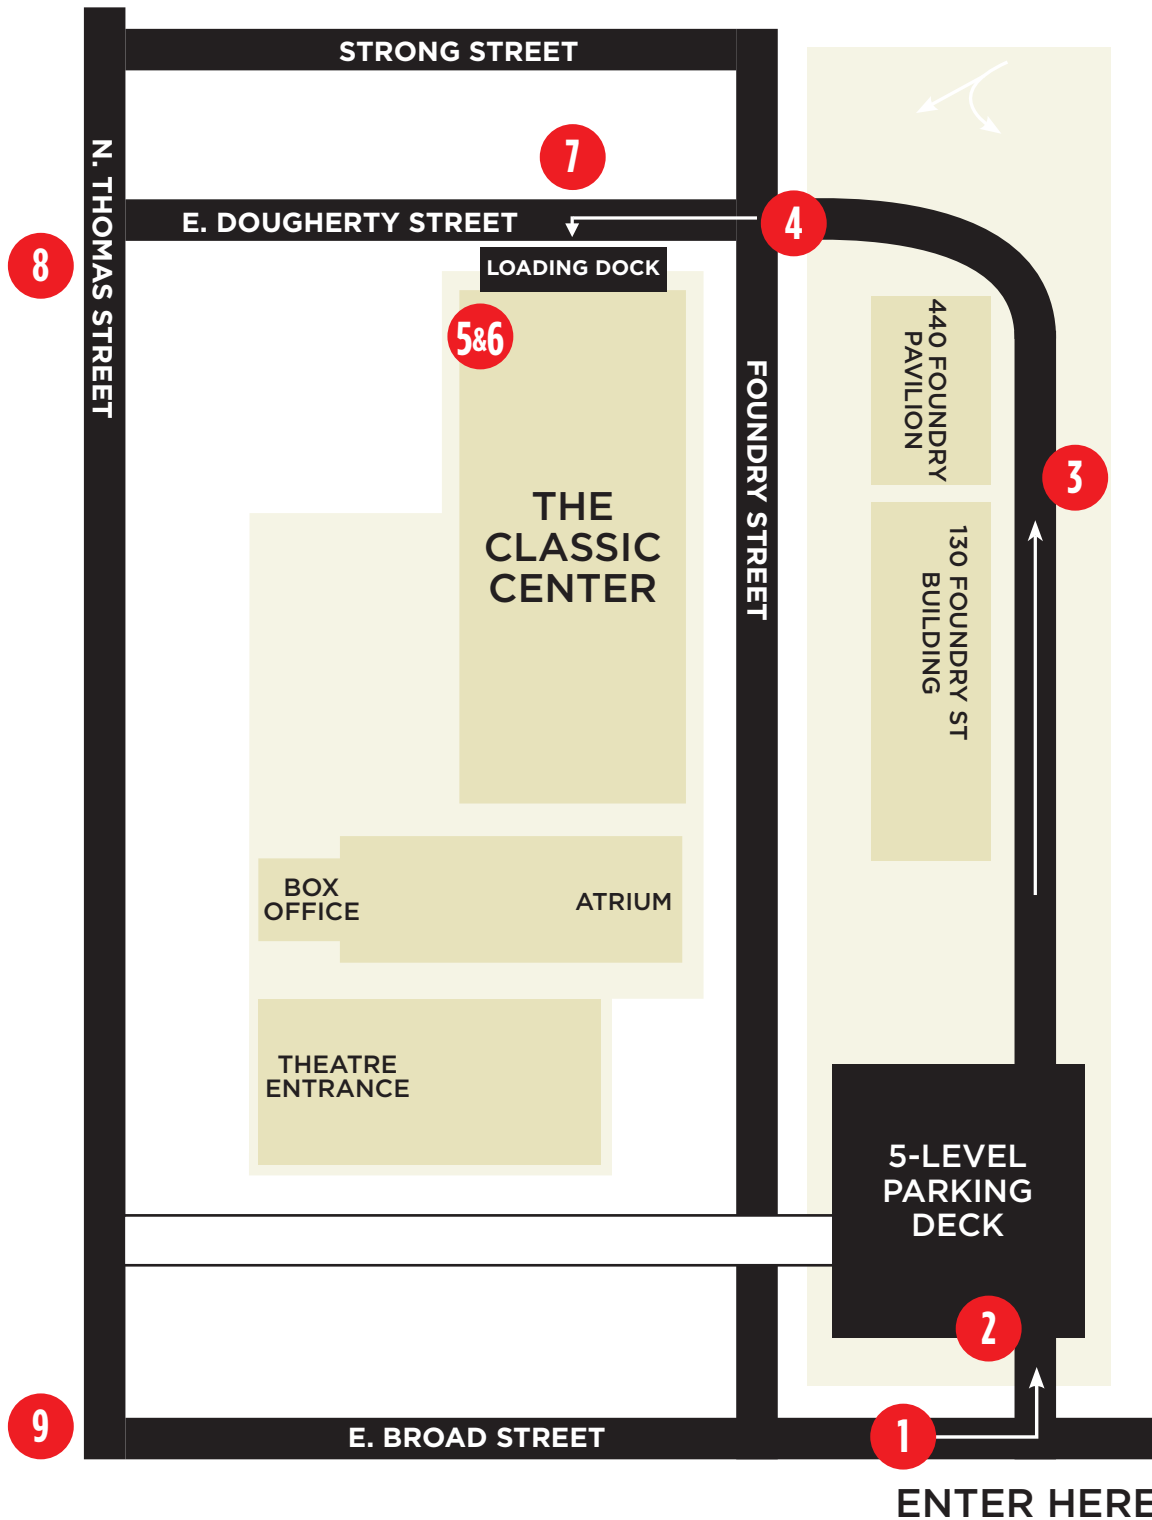 STRONG STREET
N. THOMAS STREET
7
E. DOUGHERTY STREET
4
8
LOADING DOCK
5&6
440 FOUNDRY
PAVILION
FOUNDRY STREET
3
THE
CLASSIC
CENTER
130 FOUNDRY ST
BUILDING
BOX
OFFICE
ATRIUM
THEATRE
ENTRANCE
5-LEVEL
PARKING
DECK
2
9
E. BROAD STREET
1
ENTER HERE